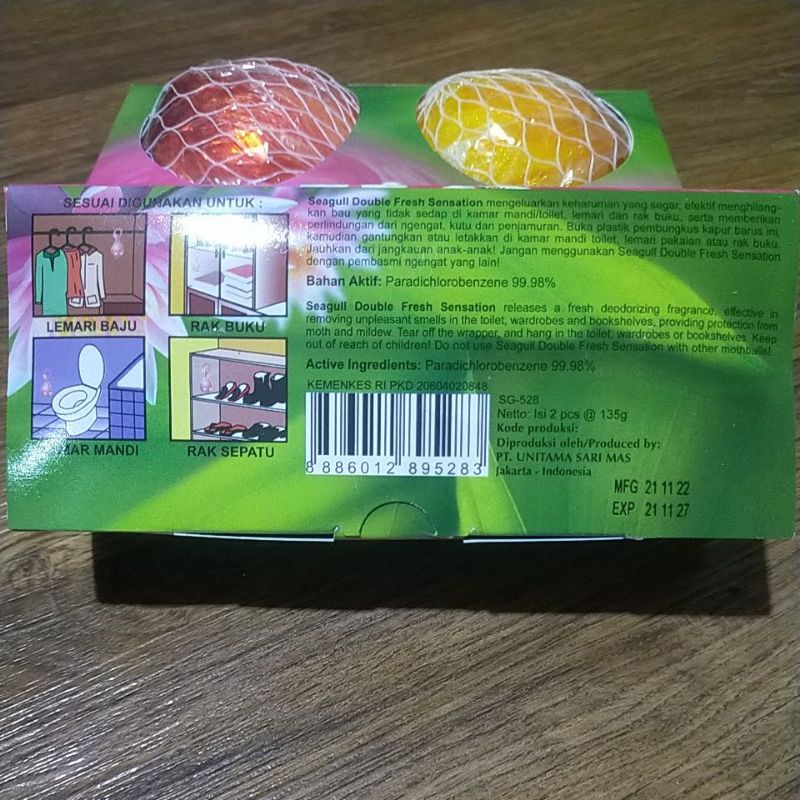 SESUAI DIGUNAKAN UNTUK :
LEMARI BAJU
RAK BUKU
MAR MANDI
RAK SEPATU
Seagull Double Fresh Sensation mengeluarkan keharuman yang segar, efektif menghilang-
kan bau yang tidak sedap di kamar mandi/toilet, lemari dan rak buku, serta memberikan
perlindungan dari ngengat, kutu dan penjamuran. Buka plastik pembungkus kapur barus ini,
kemudian gantungkan atau letakkan di kamar mandi toilet, lemari pakaian atau rak buku.
Jauhkan dari jangkauan anak-anak! Jangan menggunakan Seagull Double Fresh Sensation
dengan pembasmi ngengat yang lain!
Bahan Aktif: Paradichlorobenzene 99.98%
Seagull Double Fresh Sensation releases a fresh deodorizing fragrance, effective in
removing unpleasant smells in the toilet, wardrobes and bookshelves, providing protection from
moth and mildew. Tear off the wrapper, and hang in the toilet, wardrobes or bookshelves. Keep
out of reach of children! Do not use Seagull Double Fresh Sensation with other mothballs!
Active Ingredients: Paradichlorobenzene 99.98%
KEMENKES RI PKD 20604020848
8 886012 895283
SG-528
Netto: Isi 2 pcs @ 135g
Kode produksi:
Diproduksi oleh/Produced by:
PT. UNITAMA SARI MAS
Jakarta - Indonesia
MFG 21 11 22
EXP 21 11 27